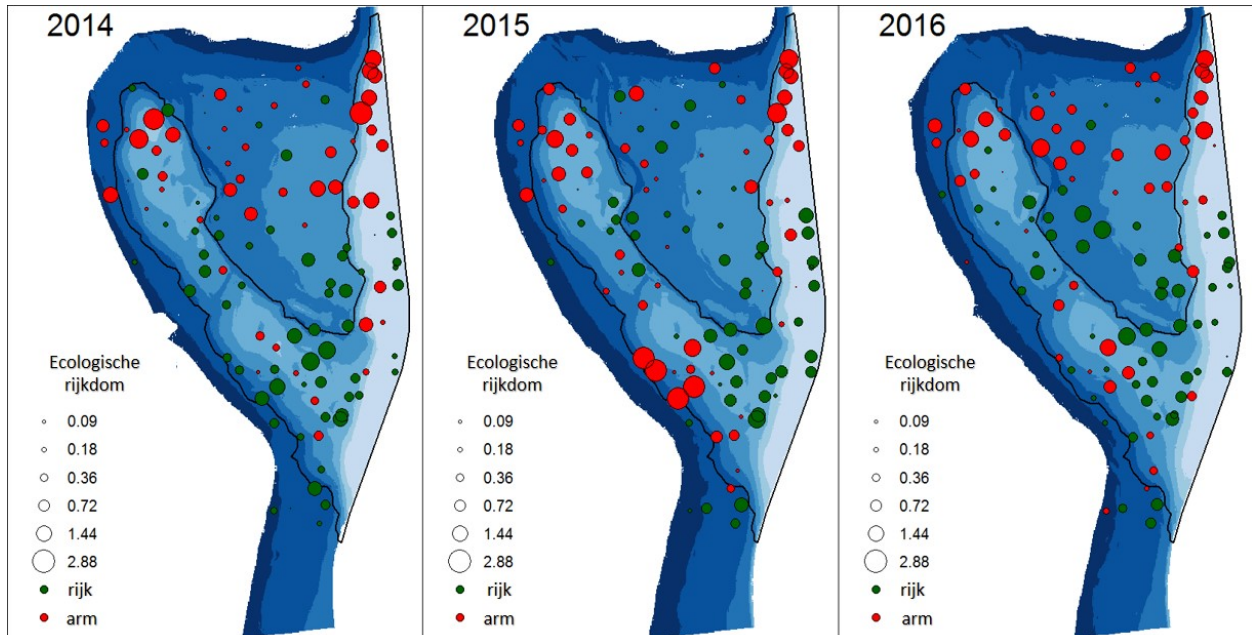 2014
Ecologische
rijkdom
0.09
0.18
0.36
0.72
1.44
2.88
rijk
arm
2015
Ecologische
rijkdom
0.09
0.18
0.36
0.72
1.44
2.88
rijk
arm
2016
Ecologische
rijkdom
0.09
0.18
0.36
0.72
1.44
2.88
rijk
arm